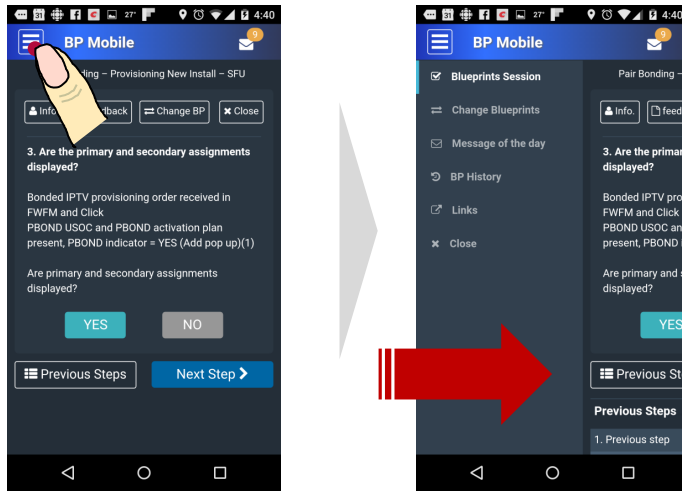 31
27°
4:40
BP Mobile
9
ding – Provisioning New Install – SFU
Info
dback
Change BP
Close
3. Are the primary and secondary assignments
displayed?
Bonded IPTV provisioning order received in
FWFM and Click
PBOND USOC and PBOND activation plan
present, PBOND indicator = YES (Add pop up)(1)
Are primary and secondary assignments
displayed?
YES
NO
Previous Steps
Next Step
31
27°
4:40
BP Mobile
9
Blueprints Session
Change Blueprints
Message of the day
BP History
Links
Close
Pair Bonding –
Info.
feed
3. Are the primar
displayed?
Bonded IPTV pro
FWFM and Click
PBOND USOC an
present, PBOND i
Are primary and s
displayed?
YES
Previous St
Previous Steps
1. Previous step